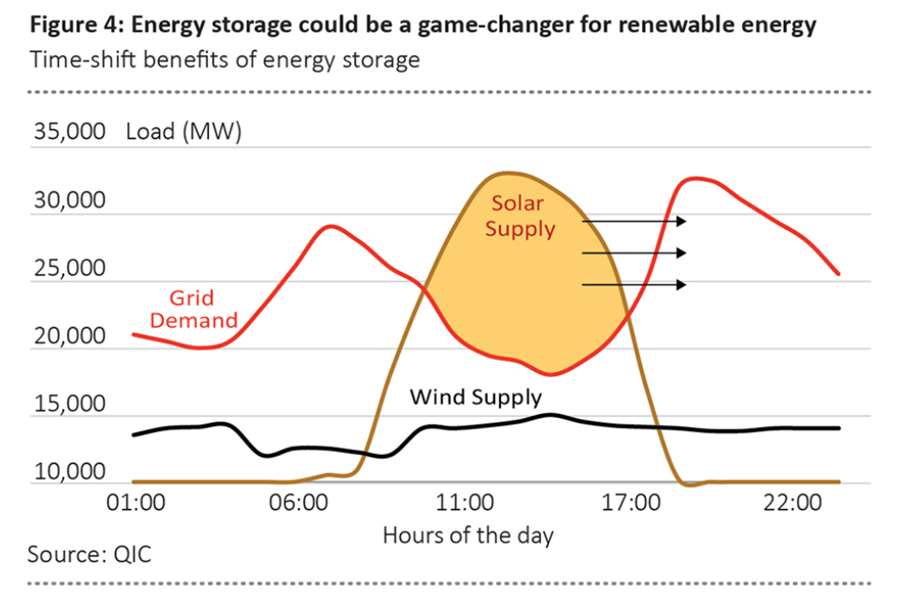 Figure 4: Energy storage could be a game-changer for renewable energy
Time-shift benefits of energy storage
35,000 Load (MW)
30,000
Solar
Supply
25,000
Grid
Demand
20,000
15,000
Wind Supply
10,000
01:00 06:00 11:00 17:00 22:00
Hours of the day
Source: QIC